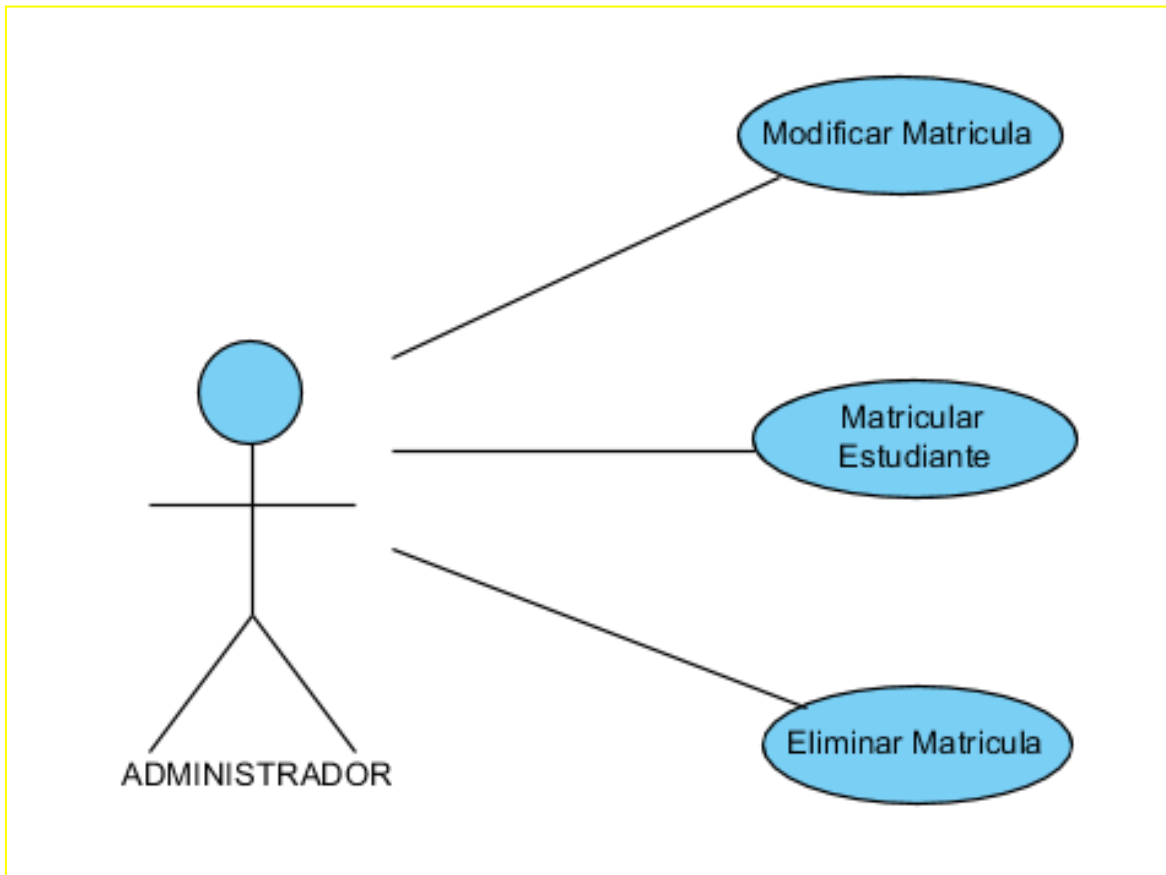 Modificar Matricula
Matricular
Estudiante
Eliminar Matricula
ADMINISTRADOR